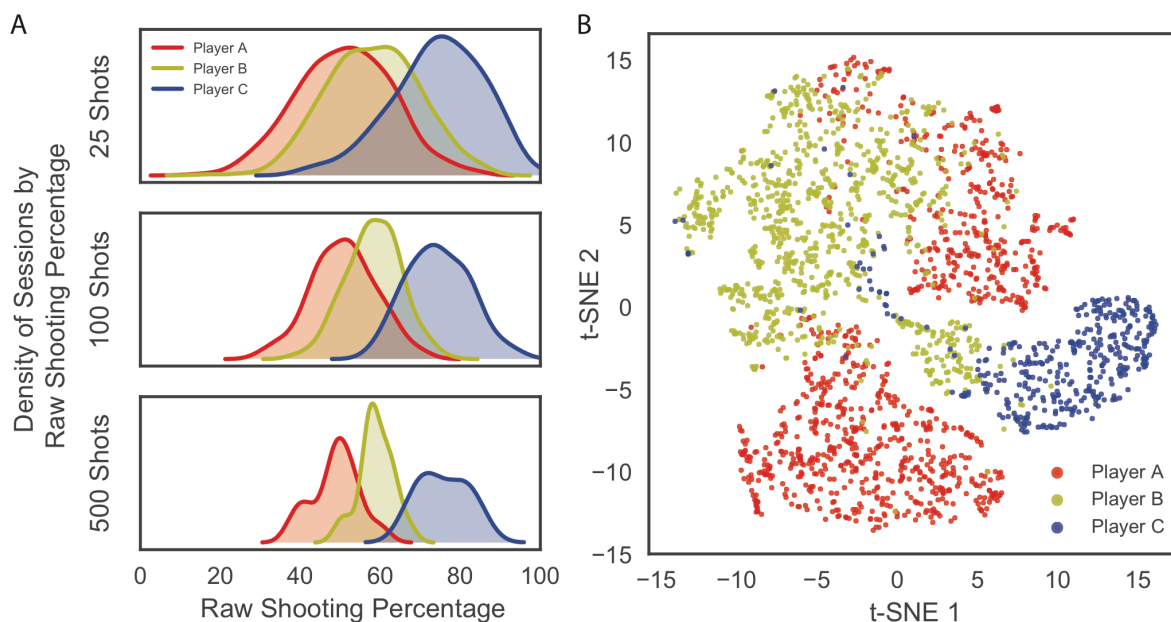 A
Player A
Player B
Player C
25 Shots
100 Shots
500 Shots
Density of Sessions by
Raw Shooting Percentage
0 20 40 60 80 100
Raw Shooting Percentage
B
15
10
5
0
−5
−10
−15
t-SNE 2
Player A
Player B
Player C
−15 −10 −5 0 5 10 15
t-SNE 1